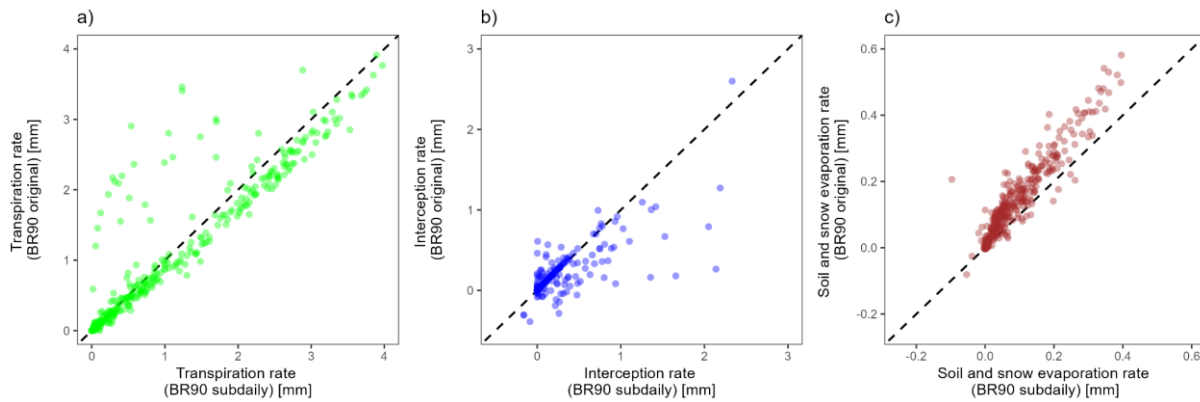 a)
Transpiration rate
(BR90 original) [mm]
4
3
2
1
0
0 1 2 3 4
Transpiration rate
(BR90 subdaily) [mm]
b)
Interception rate
(BR90 original) [mm]
3
2
1
0
0 1 2 3
Interception rate
(BR90 subdaily) [mm]
c)
Soil and snow evaporation rate
(BR90 original) [mm]
0.6
0.4
0.2
0.0
-0.2
-0.2 0.0 0.2 0.4 0.6
Soil and snow evaporation rate
(BR90 subdaily) [mm]